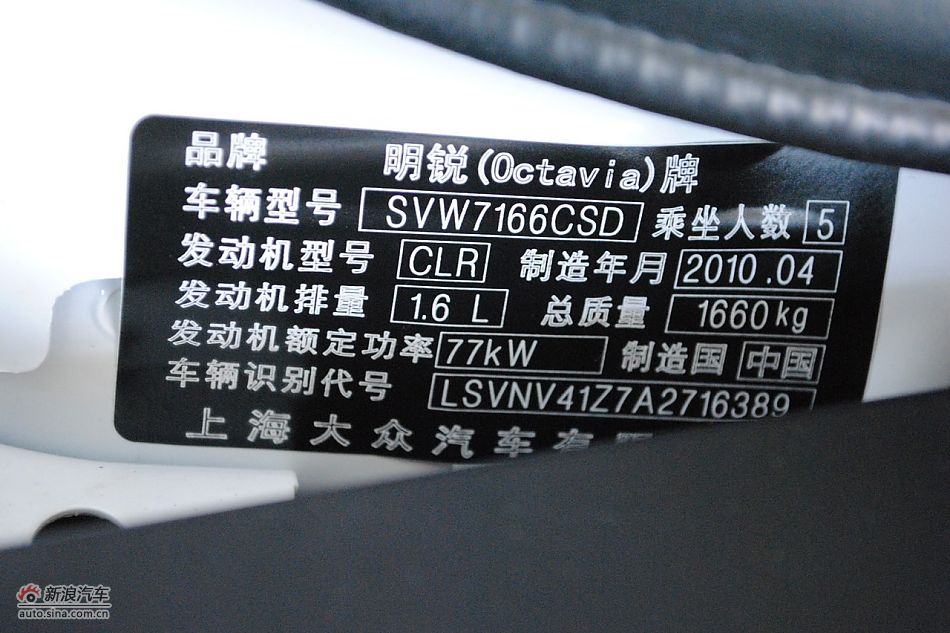 品牌 明锐(Octavia)牌
车辆型号 SVW7166CSD 乘坐人数 5
发动机型号 CLR 制造年月 2010.04
发动机排量 1.6 L 总质量 1660kg
发动机额定功率 77kW 制造国 中国
车辆识别代号 LSVNV41Z7A2716389
上海大众汽车有限
新浪汽车
auto.sina.com.cn